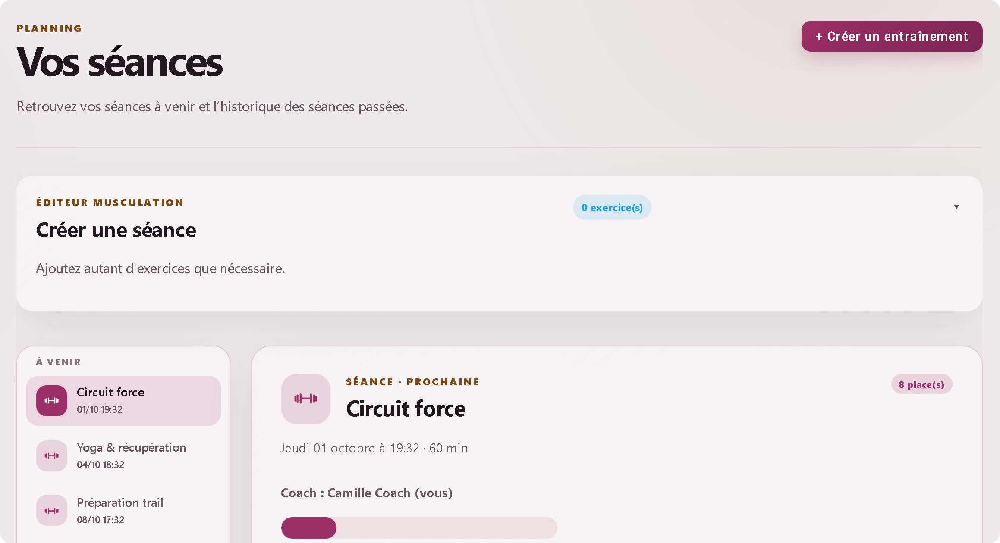 PLANNING
Vos séances
Retrouvez vos séances à venir et l’historique des séances passées.
+ Créer un entraînement
ÉDITEUR MUSCULATION
Créer une séance
Ajoutez autant d'exercices que nécessaire.
0 exercice(s)
▼
À VENIR
Circuit force
01/10 19:32
Yoga & récupération
04/10 18:32
Préparation trail
08/10 17:32
SÉANCE · PROCHAINE
Circuit force
8 place(s)
Jeudi 01 octobre à 19:32 · 60 min
Coach : Camille Coach (vous)